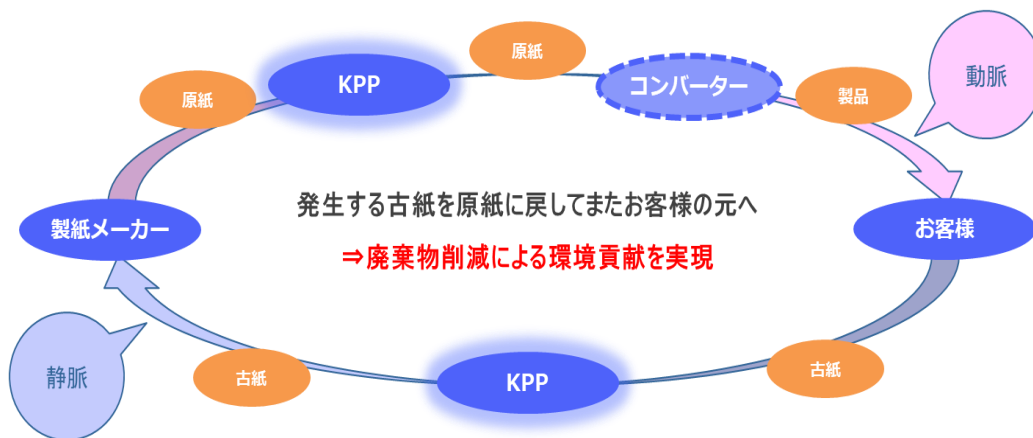 原紙
KPP
コンバーター
動脈
原紙
製品
発生する古紙を原紙に戻してまたお客様の元へ
製紙メーカー
お客様
⇒廃棄物削減による環境貢献を実現
静脈
古紙
KPP
古紙